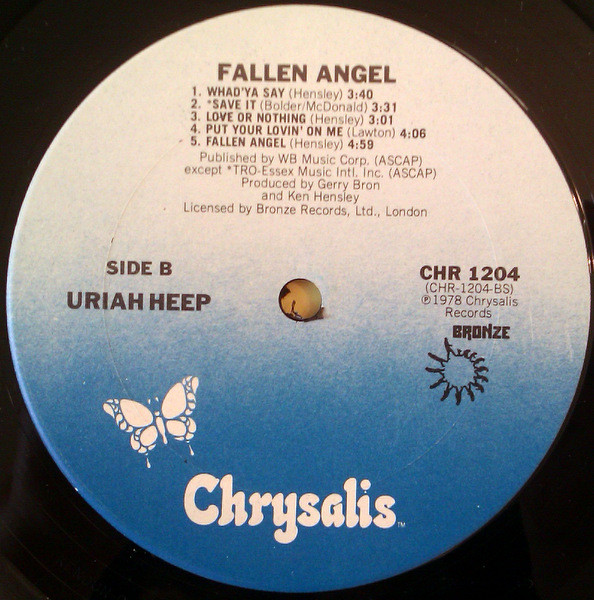 FALLEN ANGEL
1. WHAD'YA SAY (Hensley) 3:40
2. *SAVE IT (Bolder/McDonald) 3:31
3. LOVE OR NOTHING (Hensley) 3:01
4. PUT YOUR LOVIN' ON ME (Lawton) 4:06
5. FALLEN ANGEL (Hensley) 4:59
Published by WB Music Corp. (ASCAP)
except *TRO-Essex Music Intl. Inc. (ASCAP)
Produced by Gerry Bron
and Ken Hensley
Licensed by Bronze Records, Ltd., London
SIDE B
URIAH HEEP
CHR 1204
(CHR-1204-BS)
℗1978 Chrysalis
Records
BRONZE
Chrysalis™